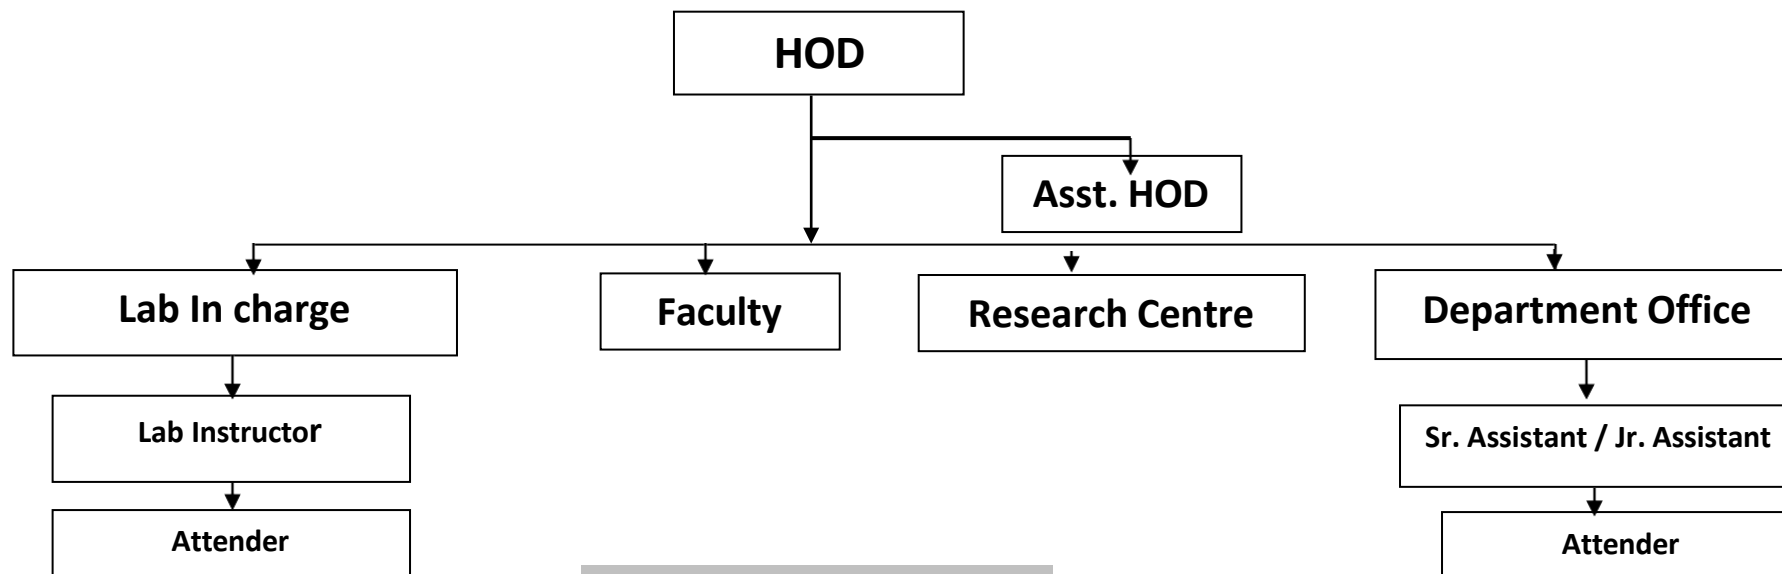 HOD
Asst. HOD
Lab In charge
Faculty
Research Centre
Department Office
Lab Instructor
Sr. Assistant / Jr. Assistant
Attender
Attender